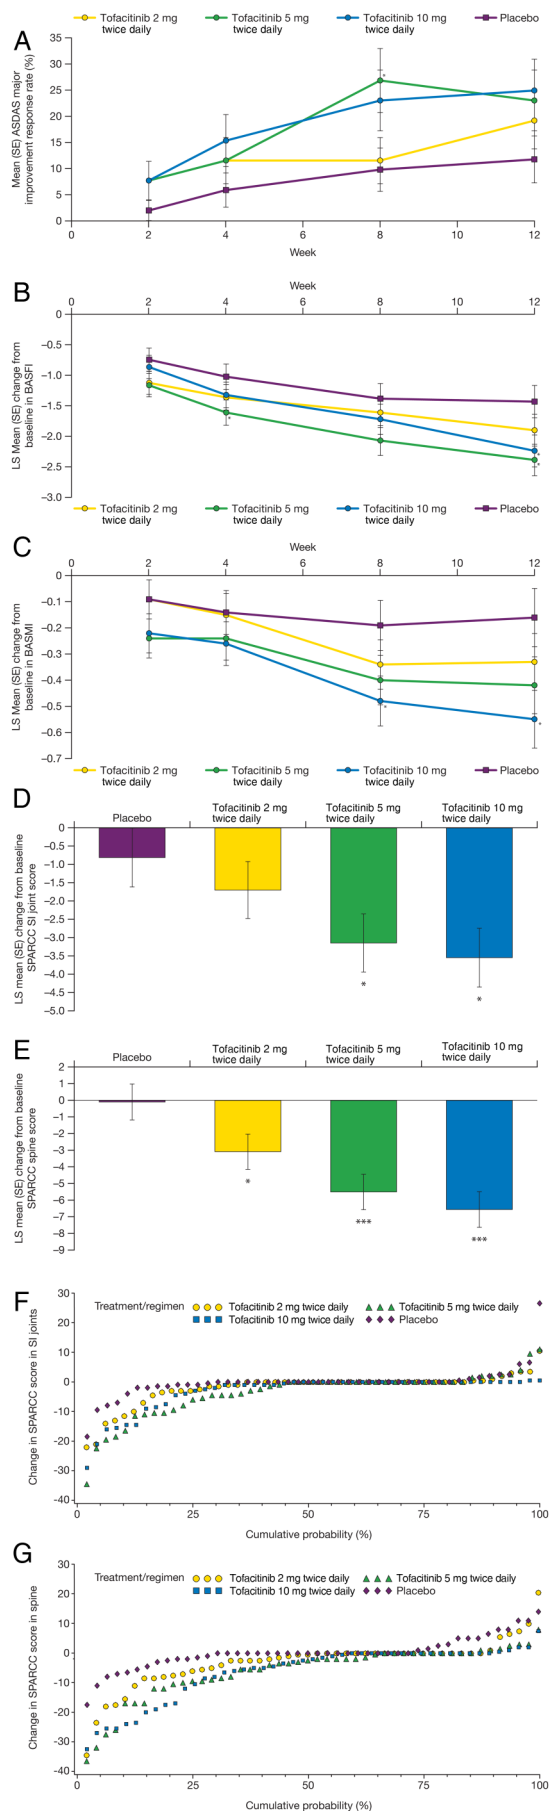 Tofacitinib 2 mg twice daily
Tofacitinib 5 mg twice daily
Tofacitinib 10 mg twice daily
Placebo
A
Mean (SE) ASDAS major
improvement response rate (%)
35
30
25
20
15
10
5
0
*
0 2 4 6 8 10 12
Week
B
Week
0 2 4 6 8 10 12
LS Mean (SE) change from
baseline in BASFI
0
−0.5
−1.0
−1.5
−2.0
−2.5
−3.0
*
*
*
Tofacitinib 2 mg twice daily
Tofacitinib 5 mg twice daily
Tofacitinib 10 mg twice daily
Placebo
C
Week
0 2 4 6 8 10 12
LS Mean (SE) change from
baseline in BASMI
0
−0.1
−0.2
−0.3
−0.4
−0.5
−0.6
−0.7
*
*
Tofacitinib 2 mg twice daily
Tofacitinib 5 mg twice daily
Tofacitinib 10 mg twice daily
Placebo
D
Placebo
Tofacitinib 2 mg
twice daily
Tofacitinib 5 mg
twice daily
Tofacitinib 10 mg
twice daily
LS mean (SE) change from baseline
SPARCC SI joint score
0
−0.5
−1.0
−1.5
−2.0
−2.5
−3.0
−3.5
−4.0
−4.5
−5.0
*
*
E
Placebo
Tofacitinib 2 mg
twice daily
Tofacitinib 5 mg
twice daily
Tofacitinib 10 mg
twice daily
LS mean (SE) change from baseline
SPARCC spine score
2
1
0
−1
−2
−3
−4
−5
−6
−7
−8
−9
*
***
***
F
Treatment/regimen
Tofacitinib 2 mg twice daily
Tofacitinib 5 mg twice daily
Tofacitinib 10 mg twice daily
Placebo
Change in SPARCC score in SI joints
30
20
10
0
-10
-20
-30
-40
0 25 50 75 100
Cumulative probability (%)
G
Treatment/regimen
Tofacitinib 2 mg twice daily
Tofacitinib 5 mg twice daily
Tofacitinib 10 mg twice daily
Placebo
Change in SPARCC score in spine
30
20
10
0
-10
-20
-30
-40
0 25 50 75 100
Cumulative probability (%)